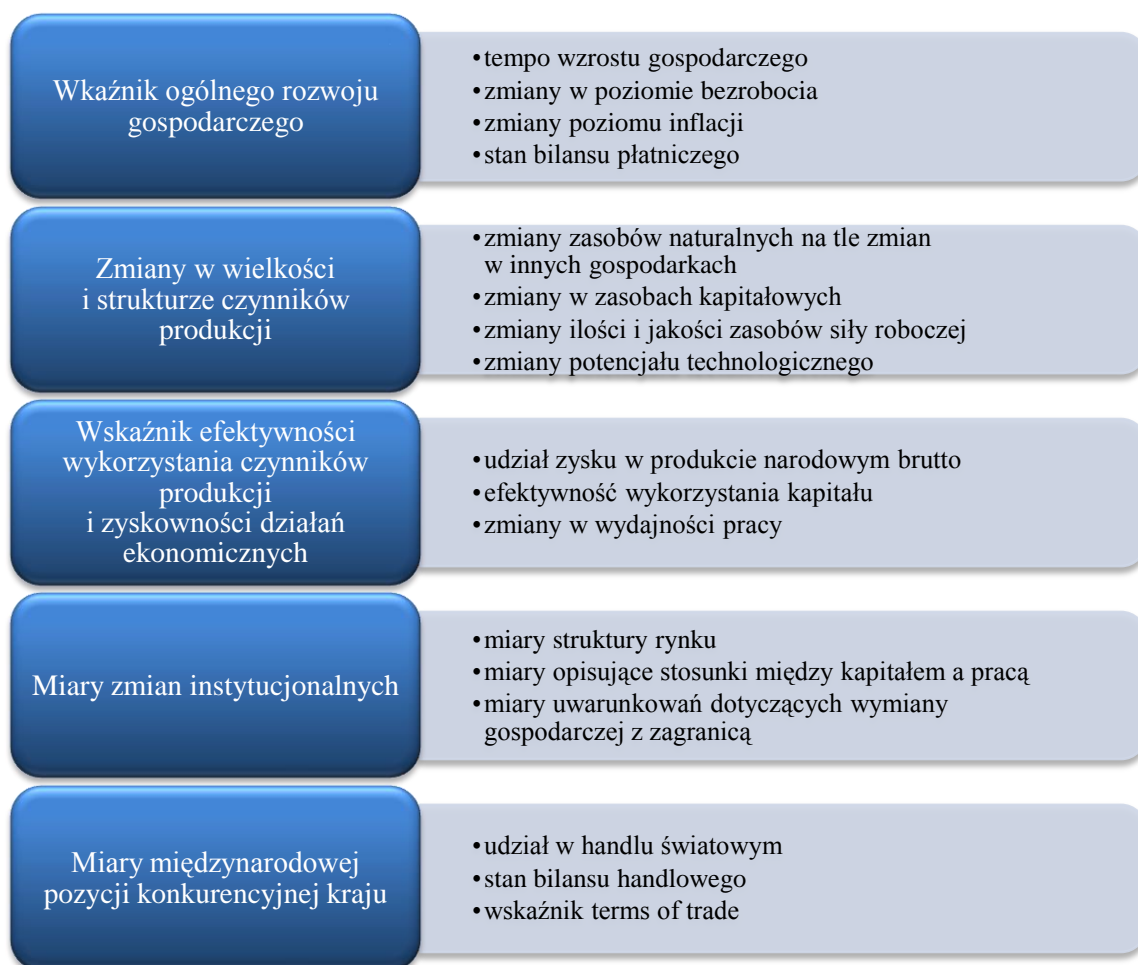 Wkaźnik ogólnego rozwoju
gospodarczego
•tempo wzrostu gospodarczego
•zmiany w poziomie bezrobocia
•zmiany poziomu inflacji
•stan bilansu płatniczego
Zmiany w wielkości
i strukturze czynników
produkcji
•zmiany zasobów naturalnych na tle zmian
w innych gospodarkach
•zmiany w zasobach kapitałowych
•zmiany ilości i jakości zasobów siły roboczej
•zmiany potencjału technologicznego
Wskaźnik efektywności
wykorzystania czynników
produkcji
i zyskowności działań
ekonomicznych
•udział zysku w produkcie narodowym brutto
•efektywność wykorzystania kapitału
•zmiany w wydajności pracy
Miary zmian instytucjonalnych
•miary struktury rynku
•miary opisujące stosunki między kapitałem a pracą
•miary uwarunkowań dotyczących wymiany
gospodarczej z zagranicą
Miary międzynarodowej
pozycji konkurencyjnej kraju
•udział w handlu światowym
•stan bilansu handlowego
•wskaźnik terms of trade